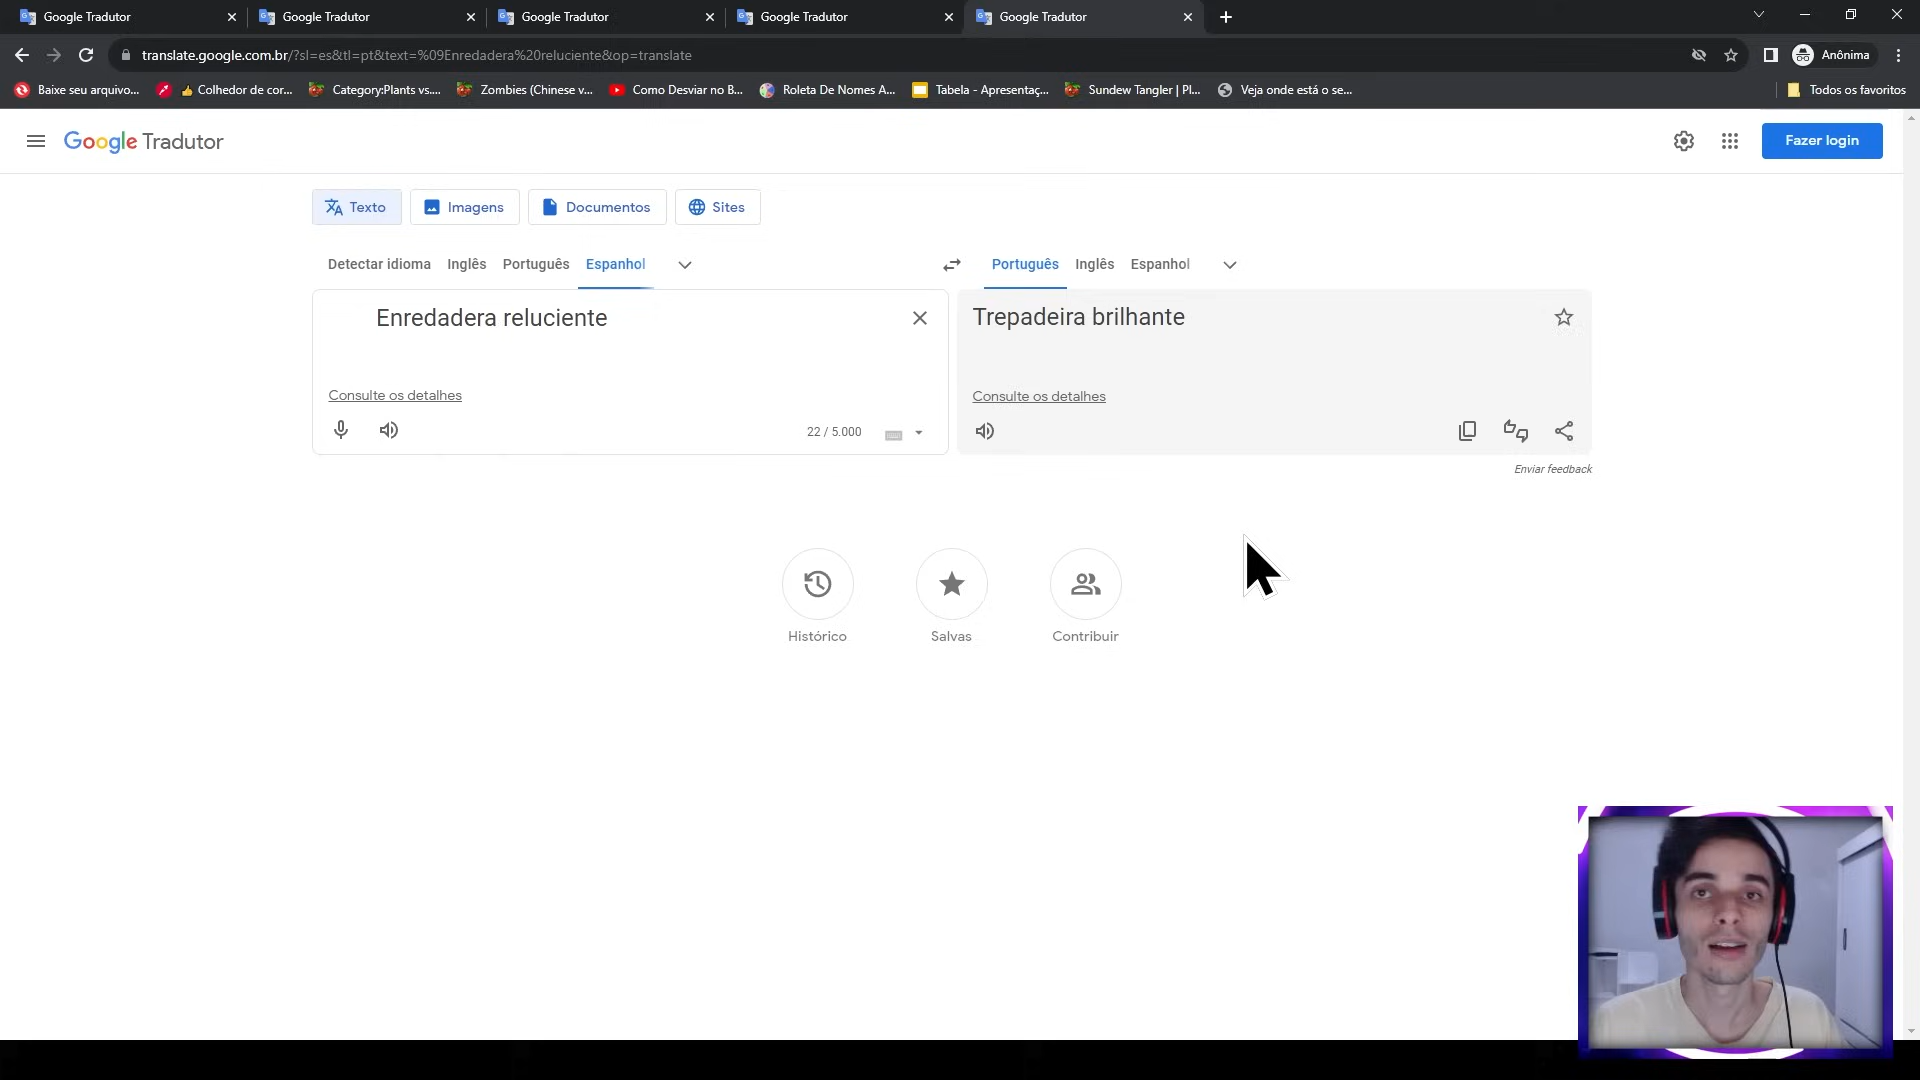 Google Tradutor
Google Tradutor
Google Tradutor
Google Tradutor
Google Tradutor
translate.google.com.br/?sl=es&tl=pt&text=%09Enredadera%20reluciente&op=translate
Anônima
Baixe seu arquivo...
👍 Colhedor de cor...
Category:Plants vs....
Zombies (Chinese v...
Como Desviar no B...
Roleta De Nomes A...
Tabela - Apresentaç...
Sundew Tangler | Pl...
Veja onde está o se...
Todos os favoritos
Google Tradutor
Fazer login
Texto
Imagens
Documentos
Sites
Detectar idioma
Inglês
Português
Espanhol
Português
Inglês
Espanhol
Enredadera reluciente
Trepadeira brilhante
Consulte os detalhes
Consulte os detalhes
22 / 5.000
Enviar feedback
Histórico
Salvas
Contribuir